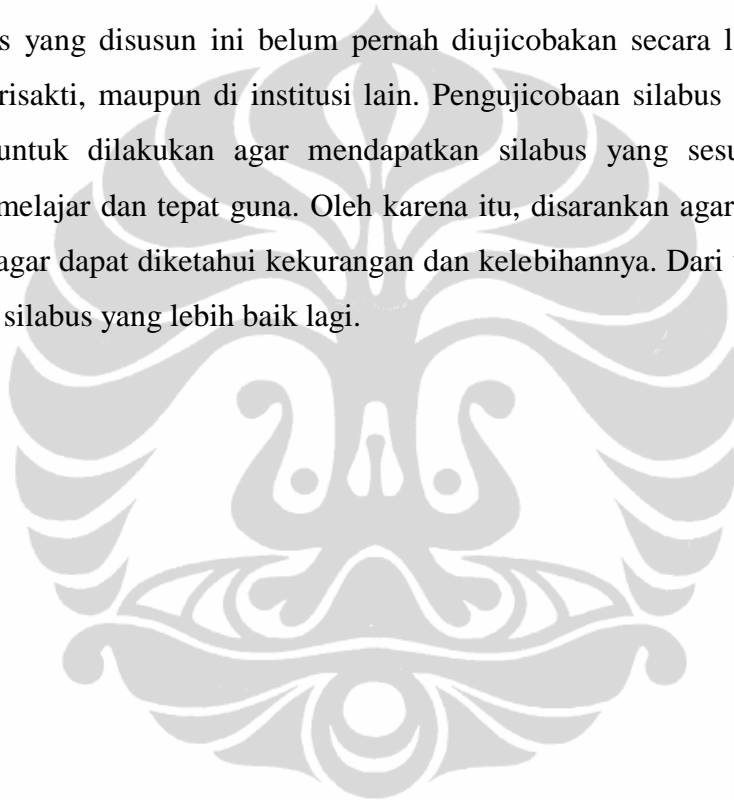 s yang disusun ini belum pernah diujicobakan secara l
risakti, maupun di institusi lain. Pengujicobaan silabus
untuk dilakukan agar mendapatkan silabus yang sesu
melajar dan tepat guna. Oleh karena itu, disarankan agar
agar dapat diketahui kekurangan dan kelebihannya. Dari
silabus yang lebih baik lagi.